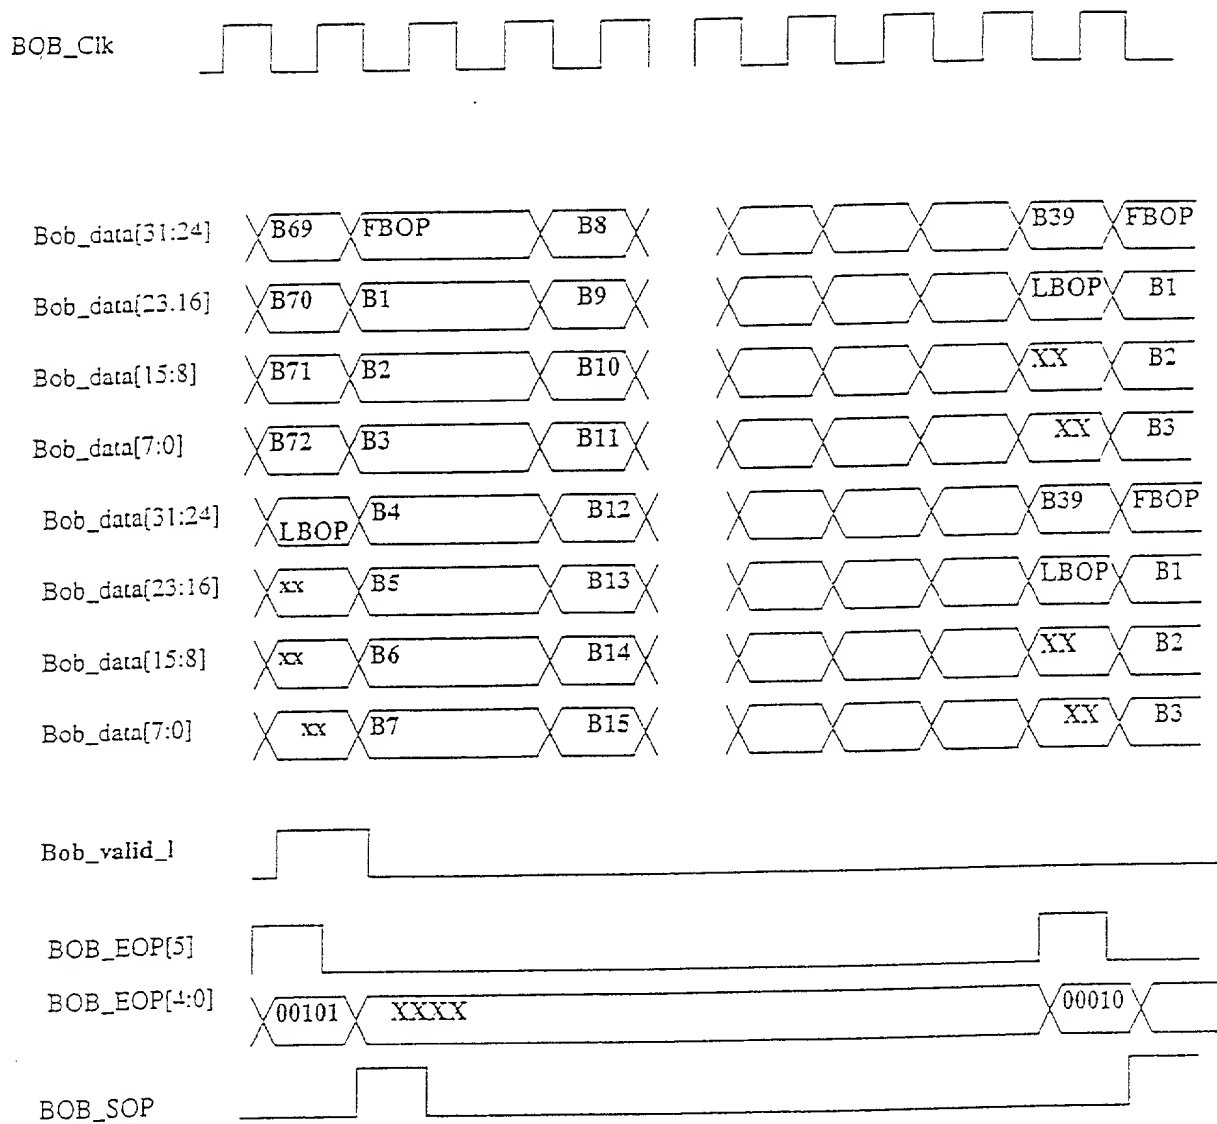 BOB_Clk
Bob_data[31:24] B69 FBOP B8 B39 FBOP
Bob_data[23.16] B70 B1 B9 LBOP B1
Bob_data[15:8] B71 B2 B10 XX B2
Bob_data[7:0] B72 B3 B11 XX B3
Bob_data[31:24] LBOP B4 B12 B39 FBOP
Bob_data[23:16] xx B5 B13 LBOP B1
Bob_data[15:8] xx B6 B14 XX B2
Bob_data[7:0] xx B7 B15 XX B3
Bob_valid_l
BOB_EOP[5]
BOB_EOP[4:0] 00101 XXXX 00010
BOB_SOP